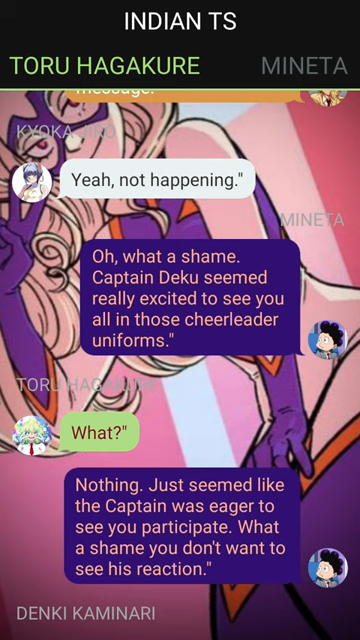 INDIAN TS
TORU HAGAKURE
MINETA
message.
KYOKA JIRO
Yeah, not happening."
MINETA
Oh, what a shame.
Captain Deku seemed
really excited to see you
all in those cheerleader
uniforms."
TORU HAGAKURE
What?"
Nothing. Just seemed like
the Captain was eager to
see you participate. What
a shame you don't want to
see his reaction."
DENKI KAMINARI